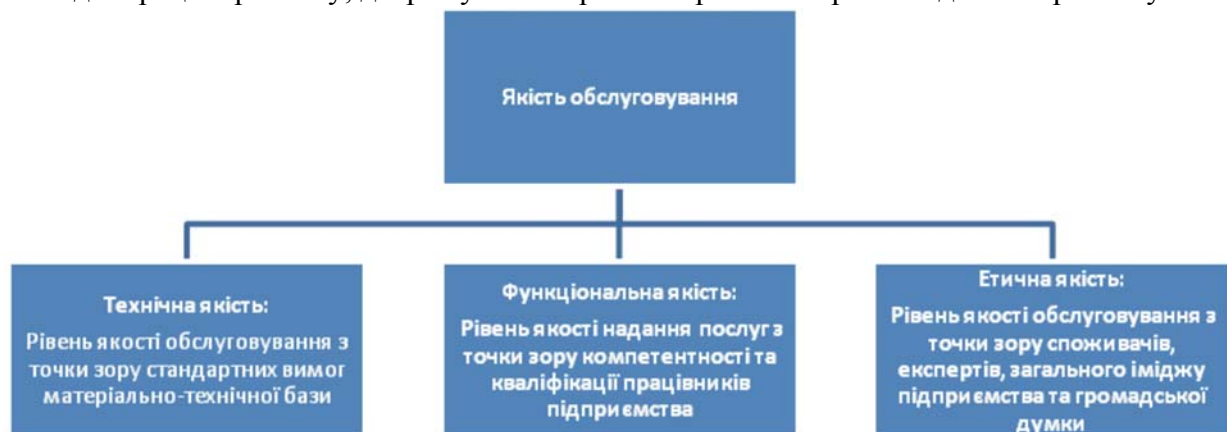 Якість обслуговування
Технічна якість:
Рівень якості обслуговування з
точки зору стандартних вимог
матеріально-технічної бази
Функціональна якість:
Рівень якості надання послуг з
точки зору компетентності та
кваліфікації працівників
підприємства
Етична якість:
Рівень якості обслуговування з
точки зору споживачів,
експертів, загального іміджу
підприємства та громадської
думки